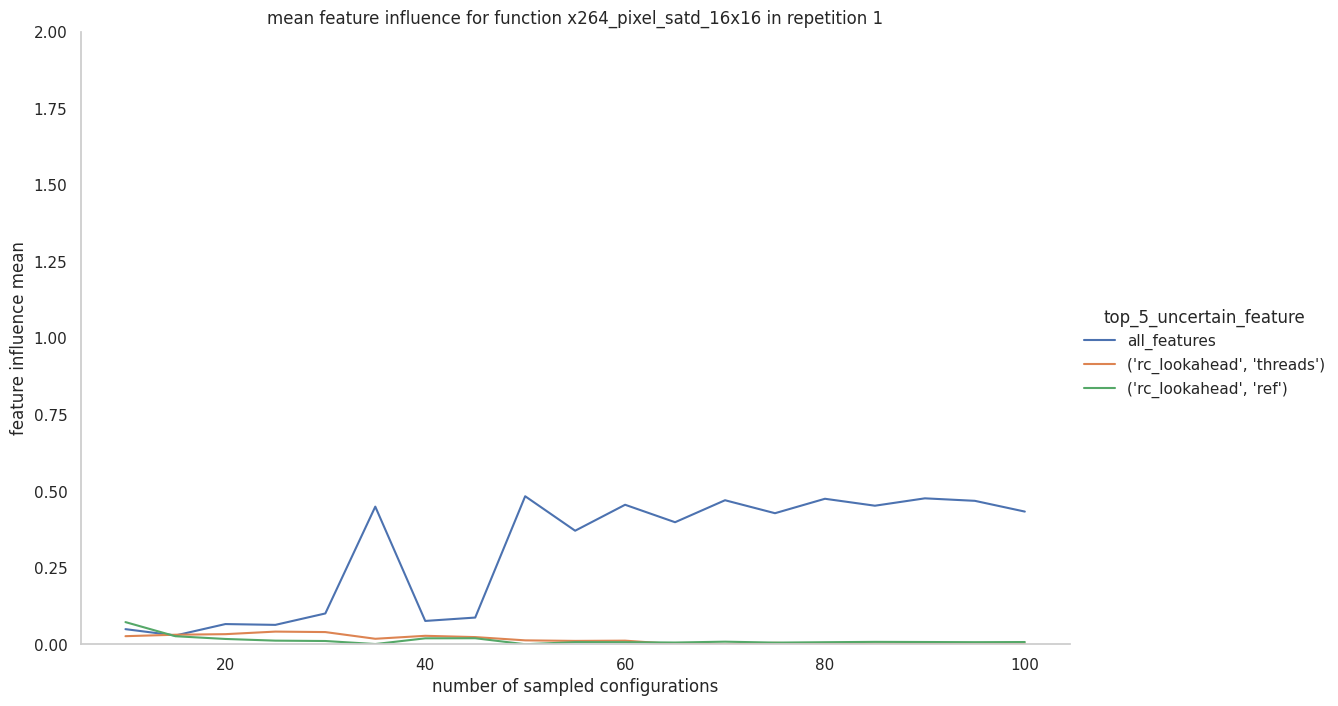 mean feature influence for function x264_pixel_satd_16x16 in repetition 1
2.00
1.75
1.50
1.25
1.00
0.75
0.50
0.25
0.00
feature influence mean
20
40
60
80
100
number of sampled configurations
top_5_uncertain_feature
all_features
('rc_lookahead', 'threads')
('rc_lookahead', 'ref')